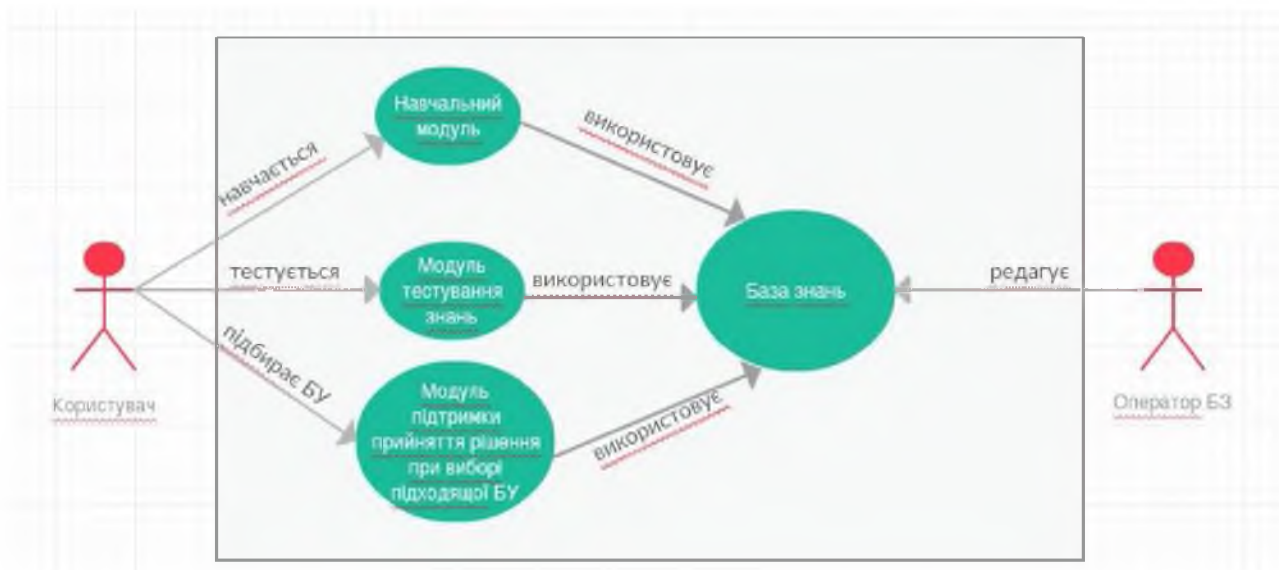 Навчальний
модуль
використовує
навчається
тестується
Модуль
тестування
знань
використовує
База знань
редагує
підбирає БУ
Користувач
Модуль
підтримки
прийняття рішення
при виборі
підходящої БУ
використовує
Оператор БЗ